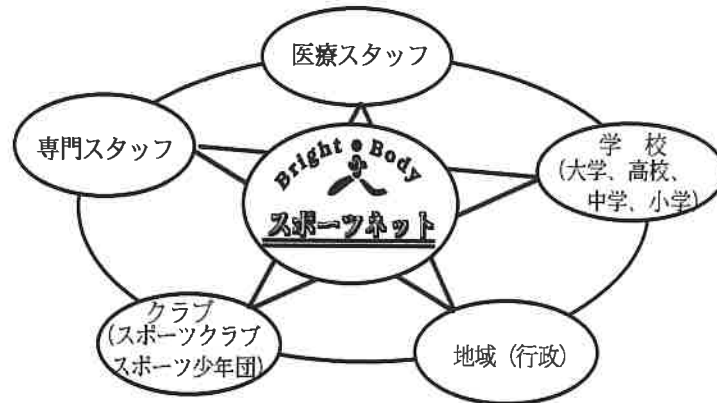 医療スタッフ
専門スタッフ
学　校
(大学、高校、
中学、小学)
Bright Body
スポーツネット
クラブ
(スポーツクラブ
スポーツ少年団)
地域（行政）